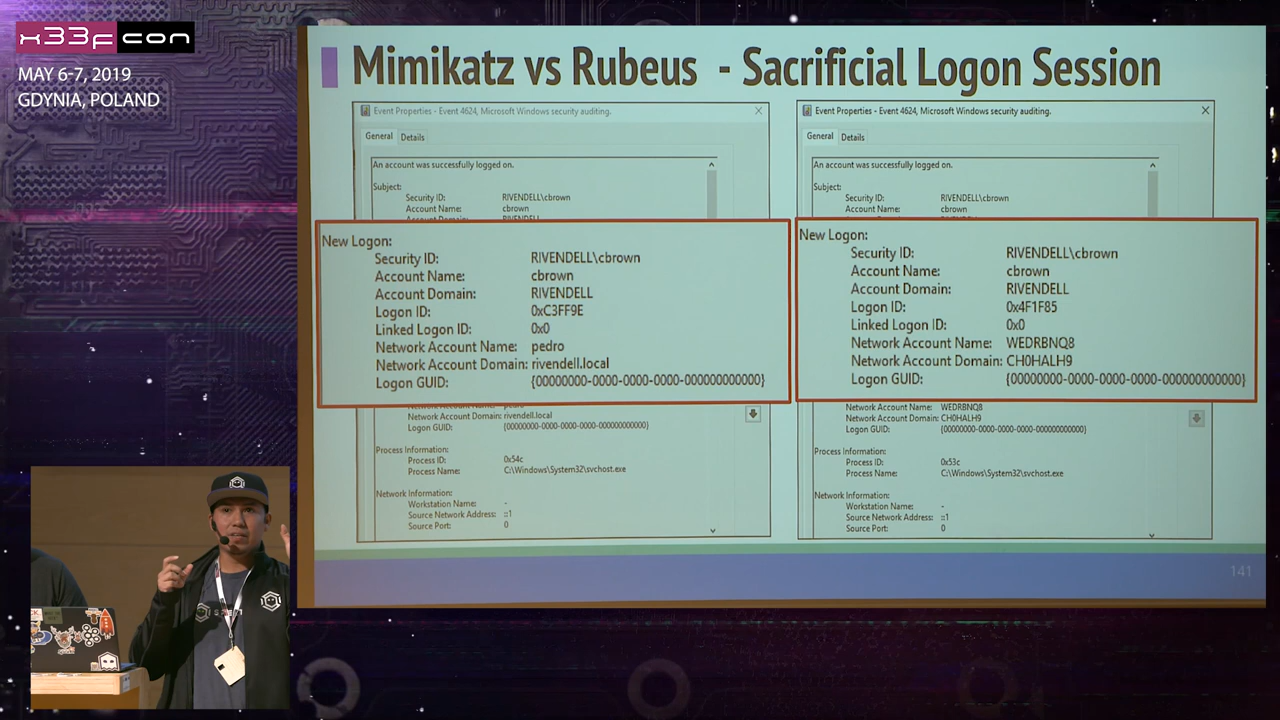 x33fcon
MAY 6-7, 2019
GDYNIA, POLAND
Mimikatz vs Rubeus - Sacrificial Logon Session
Event Properties - Event 4624, Microsoft Windows security auditing.
General Details
An account was successfully logged on.
Subject:
Security ID: RIVENDELL\cbrown
Account Name: cbrown
New Logon:
Security ID: RIVENDELL\cbrown
Account Name: cbrown
Account Domain: RIVENDELL
Logon ID: 0xC3FF9E
Linked Logon ID: 0x0
Network Account Name: pedro
Network Account Domain: rivendell.local
Logon GUID: {00000000-0000-0000-0000-000000000000}
Network Account Name: pedro
Network Account Domain: rivendell.local
Logon GUID: {00000000-0000-0000-0000-000000000000}
Process Information:
Process ID: 0x54c
Process Name: C:\Windows\System32\svchost.exe
Network Information:
Workstation Name: -
Source Network Address: ::1
Source Port: 0
Event Properties - Event 4624, Microsoft Windows security auditing.
General Details
An account was successfully logged on.
Subject:
Security ID: RIVENDELL\cbrown
Account Name: cbrown
New Logon:
Security ID: RIVENDELL\cbrown
Account Name: cbrown
Account Domain: RIVENDELL
Logon ID: 0x4F1F85
Linked Logon ID: 0x0
Network Account Name: WEDRBNQ8
Network Account Domain: CH0HALH9
Logon GUID: {00000000-0000-0000-0000-000000000000}
Network Account Name: WEDRBNQ8
Network Account Domain: CH0HALH9
Logon GUID: {00000000-0000-0000-0000-000000000000}
Process Information:
Process ID: 0x53c
Process Name: C:\Windows\System32\svchost.exe
Network Information:
Workstation Name: -
Source Network Address: ::1
Source Port: 0
141